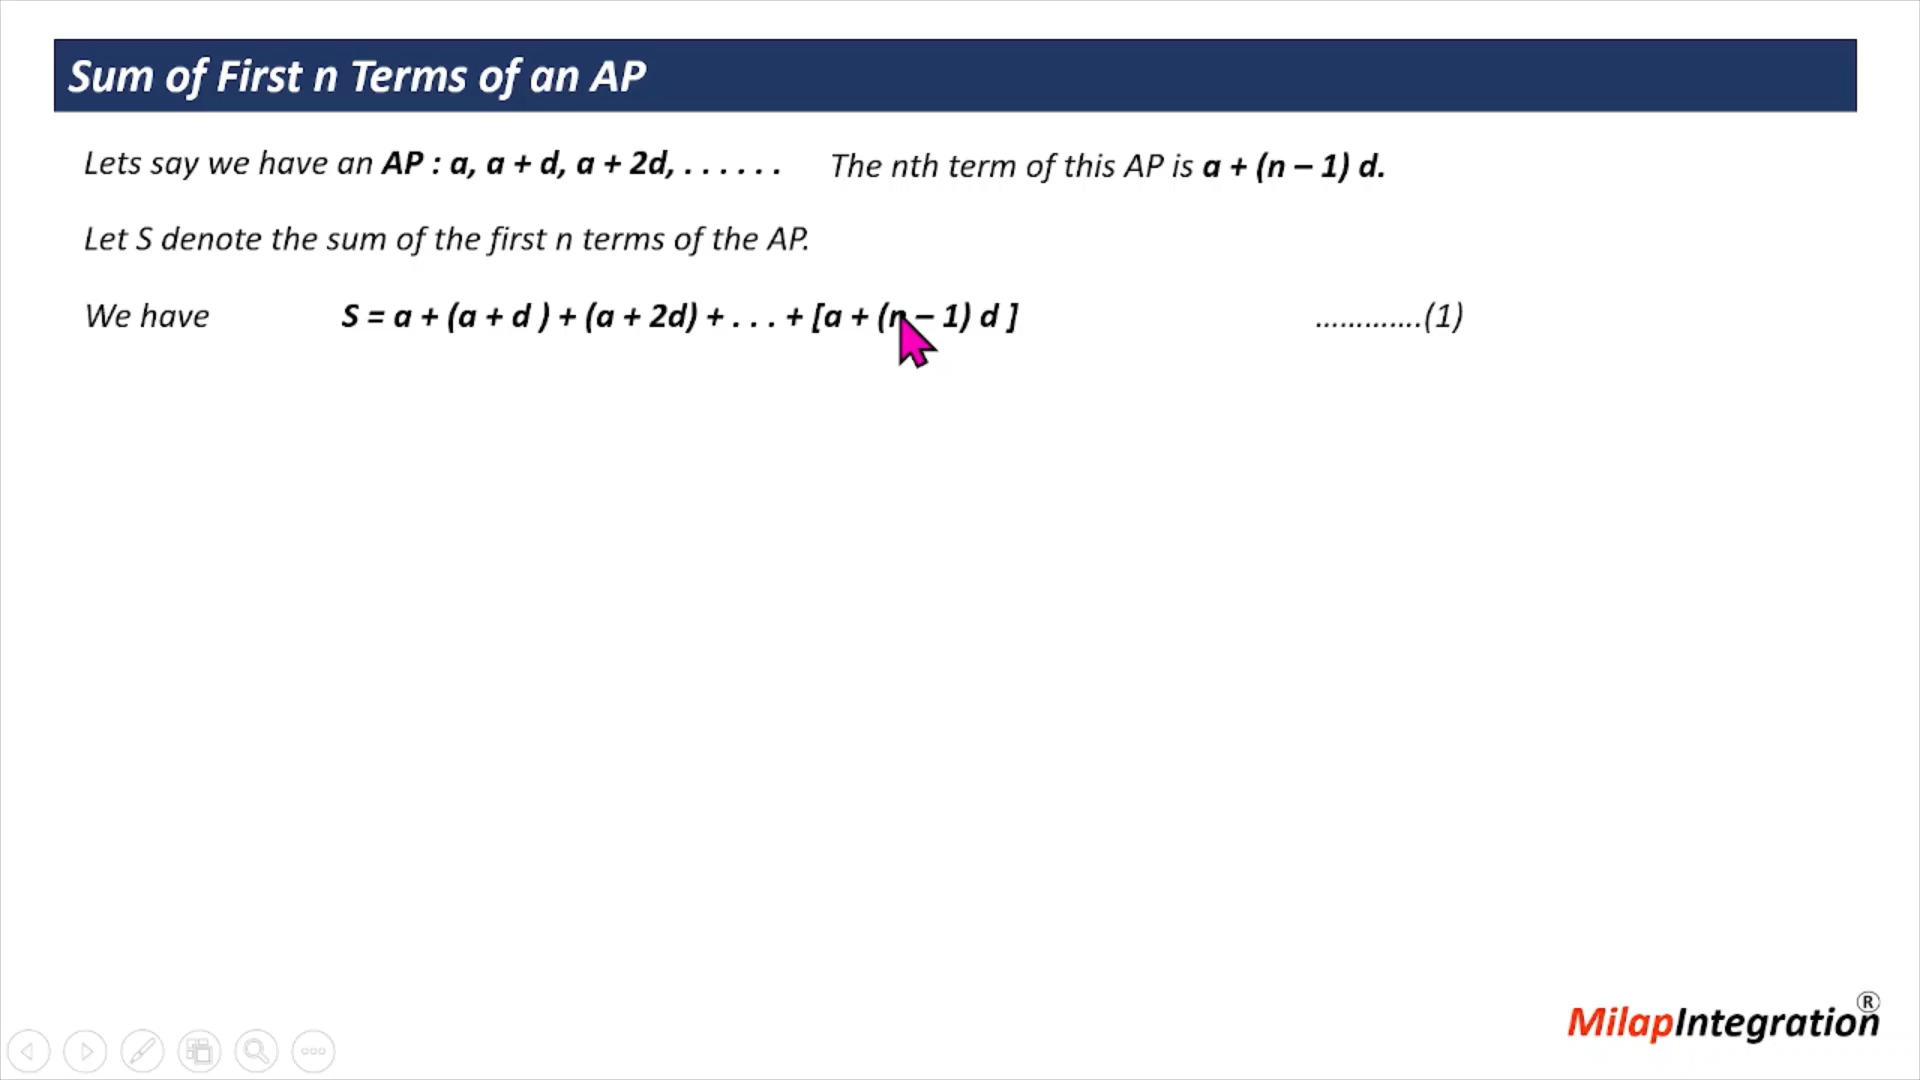 Sum of First n Terms of an AP
Lets say we have an AP : a, a + d, a + 2d, . . . . . . The nth term of this AP is a + (n – 1) d.
Let S denote the sum of the first n terms of the AP.
We have S = a + (a + d ) + (a + 2d) + . . . + [a + (n – 1) d ] .............(1)
MilapIntegration®